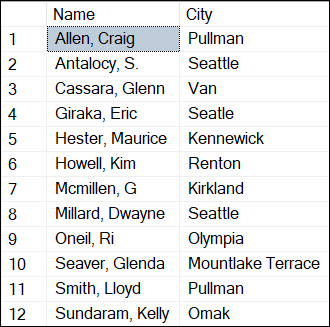 Name City
1 Allen, Craig Pullman
2 Antalocy, S. Seattle
3 Cassara, Glenn Van
4 Giraka, Eric Seatle
5 Hester, Maurice Kennewick
6 Howell, Kim Renton
7 Mcmillen, G Kirkland
8 Millard, Dwayne Seattle
9 Oneil, Ri Olympia
10 Seaver, Glenda Mountlake Terrace
11 Smith, Lloyd Pullman
12 Sundaram, Kelly Omak